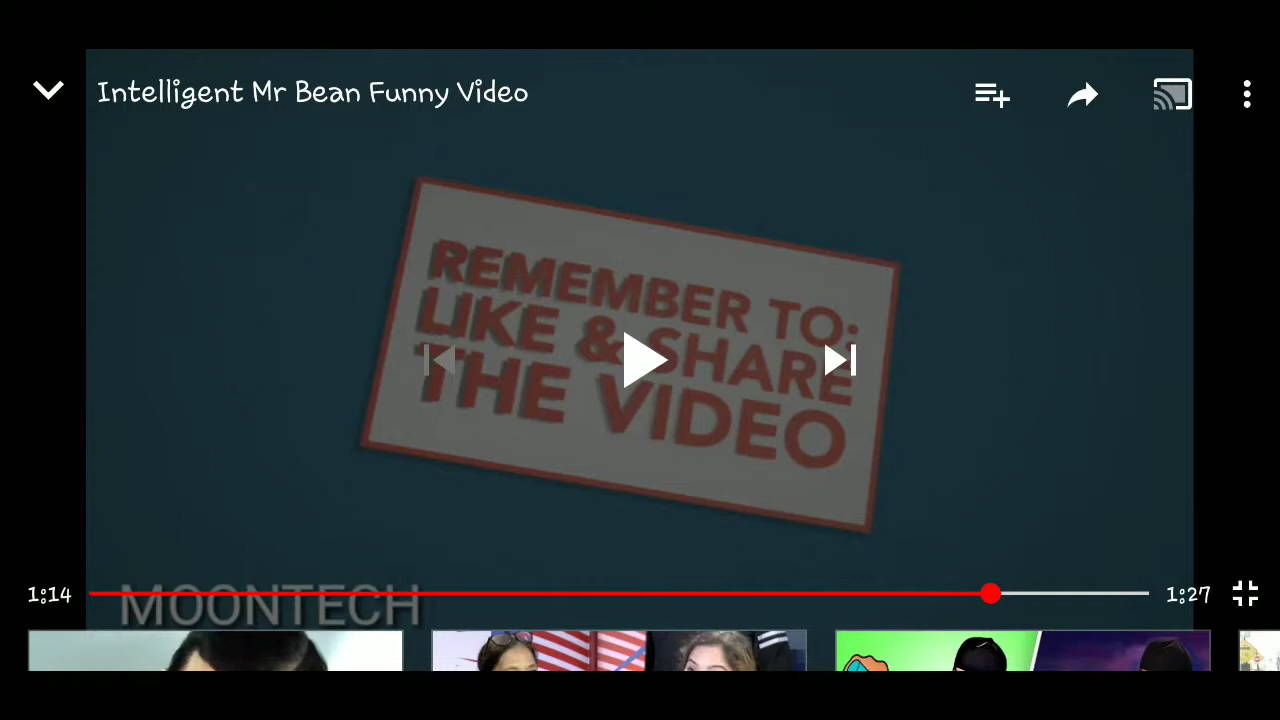 Intelligent Mr Bean Funny Video
REMEMBER TO:
LIKE & SHARE
THE VIDEO
1:14
1:27
MOONTECH